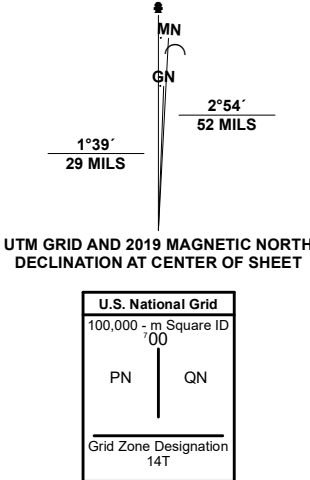 MN
GN
2°54´
52 MILS
1°39´
29 MILS
UTM GRID AND 2019 MAGNETIC NORTH
DECLINATION AT CENTER OF SHEET
U.S. National Grid
100,000 - m Square ID
⁷00
PN QN
Grid Zone Designation
14T